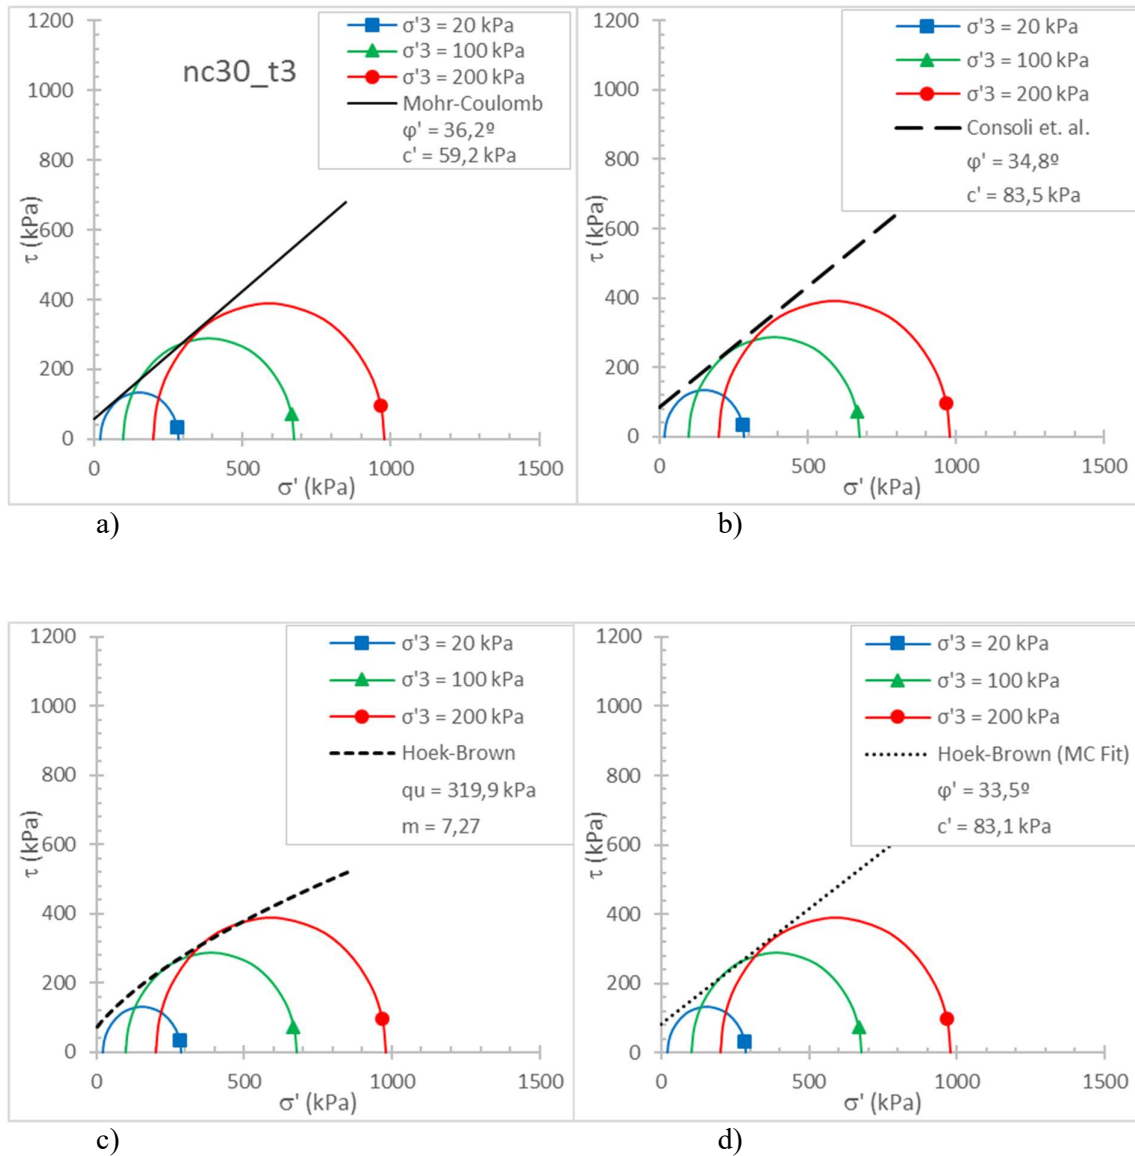 1200
1000
800
600
400
200
0
τ (kPa)
nc30_t3
σ'3 = 20 kPa
σ'3 = 100 kPa
σ'3 = 200 kPa
Mohr-Coulomb
φ' = 36,2º
c' = 59,2 kPa
0 500 1000 1500
σ' (kPa)
a)
1200
1000
800
600
400
200
0
τ (kPa)
σ'3 = 20 kPa
σ'3 = 100 kPa
σ'3 = 200 kPa
Consoli et. al.
φ' = 34,8º
c' = 83,5 kPa
0 500 1000 1500
σ' (kPa)
b)
1200
1000
800
600
400
200
0
τ (kPa)
σ'3 = 20 kPa
σ'3 = 100 kPa
σ'3 = 200 kPa
Hoek-Brown
qu = 319,9 kPa
m = 7,27
0 500 1000 1500
σ' (kPa)
c)
1200
1000
800
600
400
200
0
τ (kPa)
σ'3 = 20 kPa
σ'3 = 100 kPa
σ'3 = 200 kPa
Hoek-Brown (MC Fit)
φ' = 33,5º
c' = 83,1 kPa
0 500 1000 1500
σ' (kPa)
d)